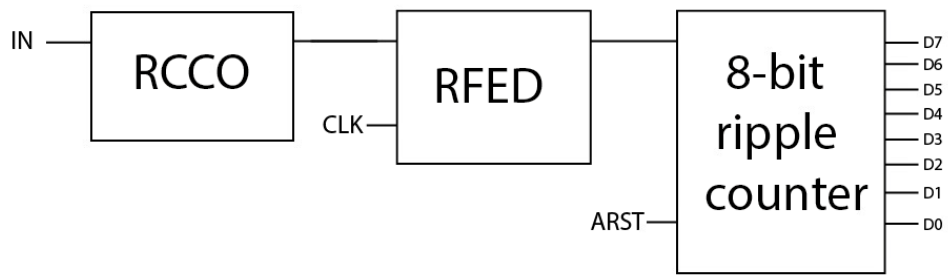 IN
RCCO
CLK
RFED
ARST
8-bit
ripple
counter
D7
D6
D5
D4
D3
D2
D1
D0